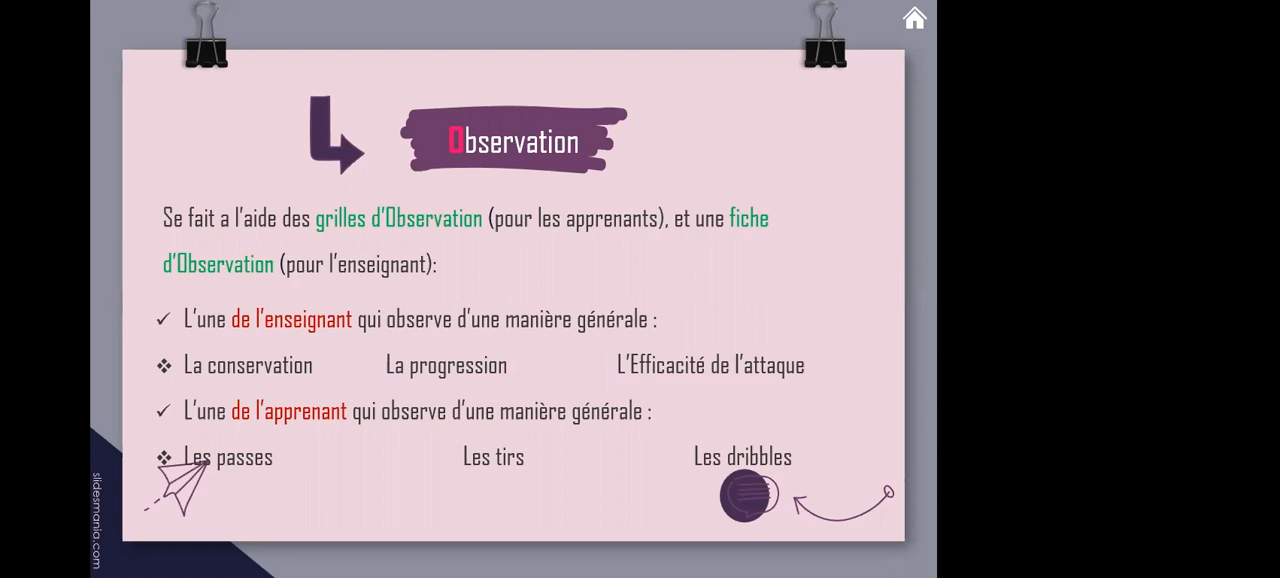 Observation
Se fait a l'aide des grilles d'Observation (pour les apprenants), et une fiche
d'Observation (pour l'enseignant):
✓ L'une de l'enseignant qui observe d'une manière générale :
❖ La conservation La progression L'Efficacité de l'attaque
✓ L'une de l'apprenant qui observe d'une manière générale :
❖ Les passes Les tirs Les dribbles
slidesmania.com